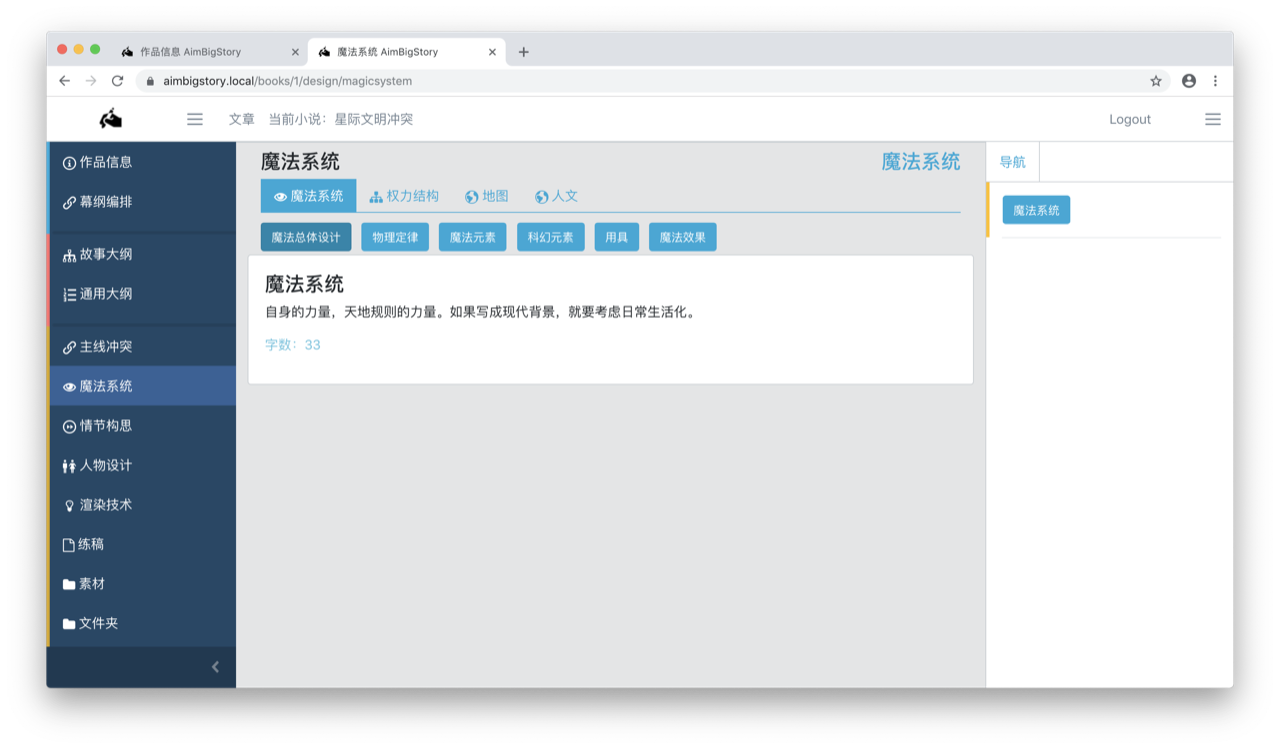 作品信息 AimBigStory
魔法系统 AimBigStory
aimbigstory.local/books/1/design/magicsystem
文章 当前小说：星际文明冲突
Logout
作品信息
幕纲编排
故事大纲
通用大纲
主线冲突
魔法系统
情节构思
人物设计
渲染技术
练稿
素材
文件夹
魔法系统
魔法系统
魔法系统 权力结构 地图 人文
魔法总体设计 物理定律 魔法元素 科幻元素 用具 魔法效果
魔法系统
自身的力量，天地规则的力量。如果写成现代背景，就要考虑日常生活化。
字数：33
导航
魔法系统